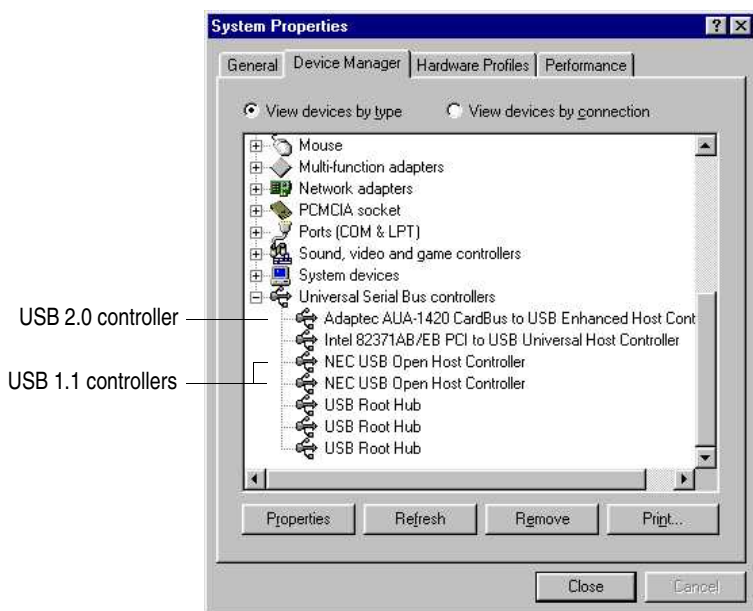 System Properties
General Device Manager Hardware Profiles Performance
View devices by type View devices by connection
Mouse
Multi-function adapters
Network adapters
PCMCIA socket
Ports (COM & LPT)
Sound, video and game controllers
System devices
Universal Serial Bus controllers
USB 2.0 controller
Adaptec AUA-1420 CardBus to USB Enhanced Host Cont
Intel 82371AB/EB PCI to USB Universal Host Controller
USB 1.1 controllers
NEC USB Open Host Controller
NEC USB Open Host Controller
USB Root Hub
USB Root Hub
USB Root Hub
Properties Refresh Remove Print...
Close Cancel